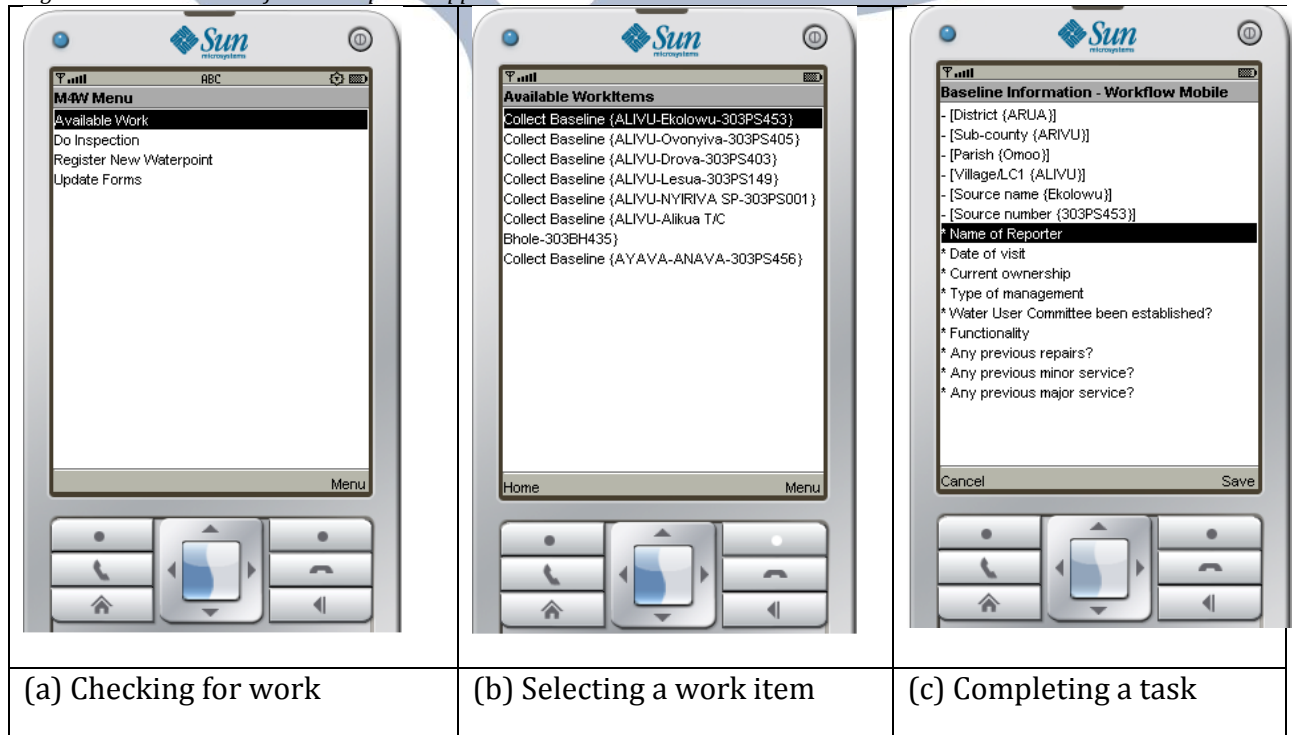 Sun
microsystems
ABC
M4W Menu
Available Work
Do Inspection
Register New Waterpoint
Update Forms
Menu
(a) Checking for work
Sun
microsystems
Available WorkItems
Collect Baseline {ALIVU-Ekolowu-303PS453}
Collect Baseline {ALIVU-Ovonyiva-303PS405}
Collect Baseline {ALIVU-Drova-303PS403}
Collect Baseline {ALIVU-Lesua-303PS149}
Collect Baseline {ALIVU-NYIRIVA SP-303PS001}
Collect Baseline {ALIVU-Alikua T/C
Bhole-303BH435}
Collect Baseline {AYAVA-ANAVA-303PS456}
Home Menu
(b) Selecting a work item
Sun
microsystems
Baseline Information - Workflow Mobile
- [District {ARUA}]
- [Sub-county {ARIVU}]
- [Parish {Omoo}]
- [Village/LC1 {ALIVU}]
- [Source name {Ekolowu}]
- [Source number {303PS453}]
* Name of Reporter
* Date of visit
* Current ownership
* Type of management
* Water User Committee been established?
* Functionality
* Any previous repairs?
* Any previous minor service?
* Any previous major service?
Cancel Save
(c) Completing a task